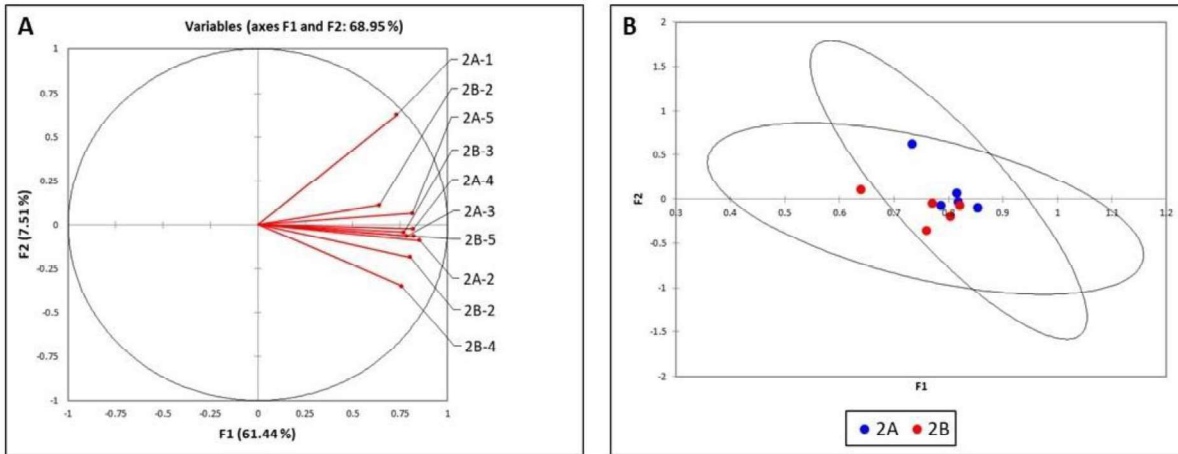 A
Variables (axes F1 and F2: 68.95 %)
1
0.75
0.5
0.25
0
-0.25
-0.5
-0.75
-1
F2 (7.51 %)
2A-1
2B-2
2A-5
2B-3
2A-4
2A-3
2B-5
2A-2
2B-2
2B-4
-1 -0.75 -0.5 -0.25 0 0.25 0.5 0.75 1
F1 (61.44 %)
B
2
1.5
1
0.5
0
-0.5
-1
-1.5
-2
F2
0.3 0.4 0.5 0.6 0.7 0.8 0.9 1 1.1 1.2
F1
2A 2B